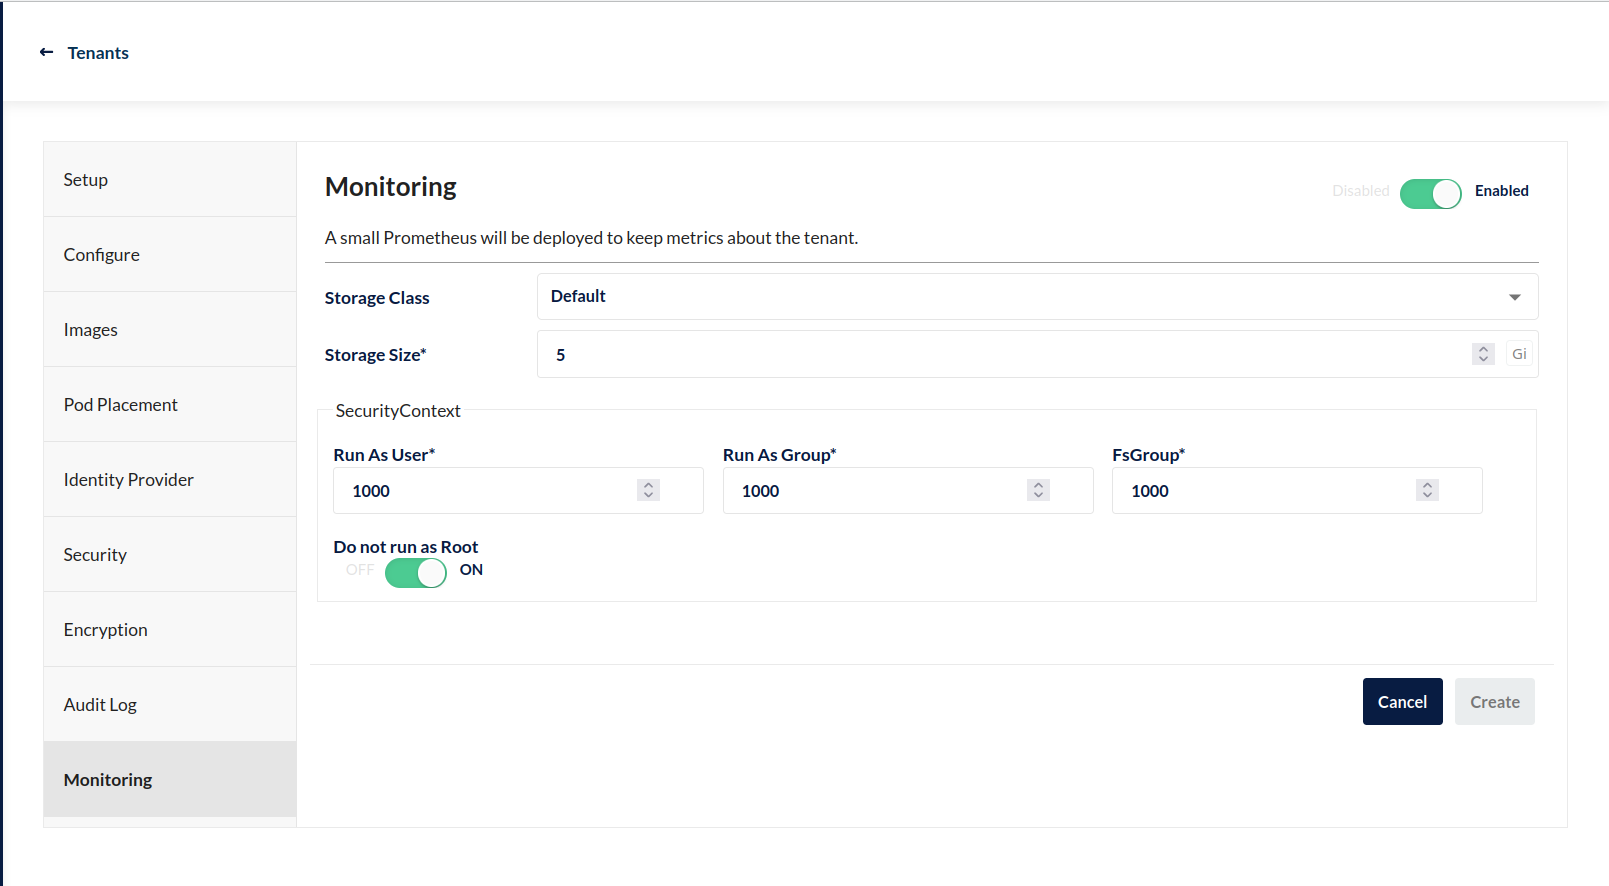 Tenants
Setup
Configure
Images
Pod Placement
Identity Provider
Security
Encryption
Audit Log
Monitoring
Monitoring
Disabled Enabled
A small Prometheus will be deployed to keep metrics about the tenant.
Storage Class Default
Storage Size* 5 Gi
SecurityContext
Run As User* Run As Group* FsGroup*
1000 1000 1000
Do not run as Root
OFF ON
Cancel Create